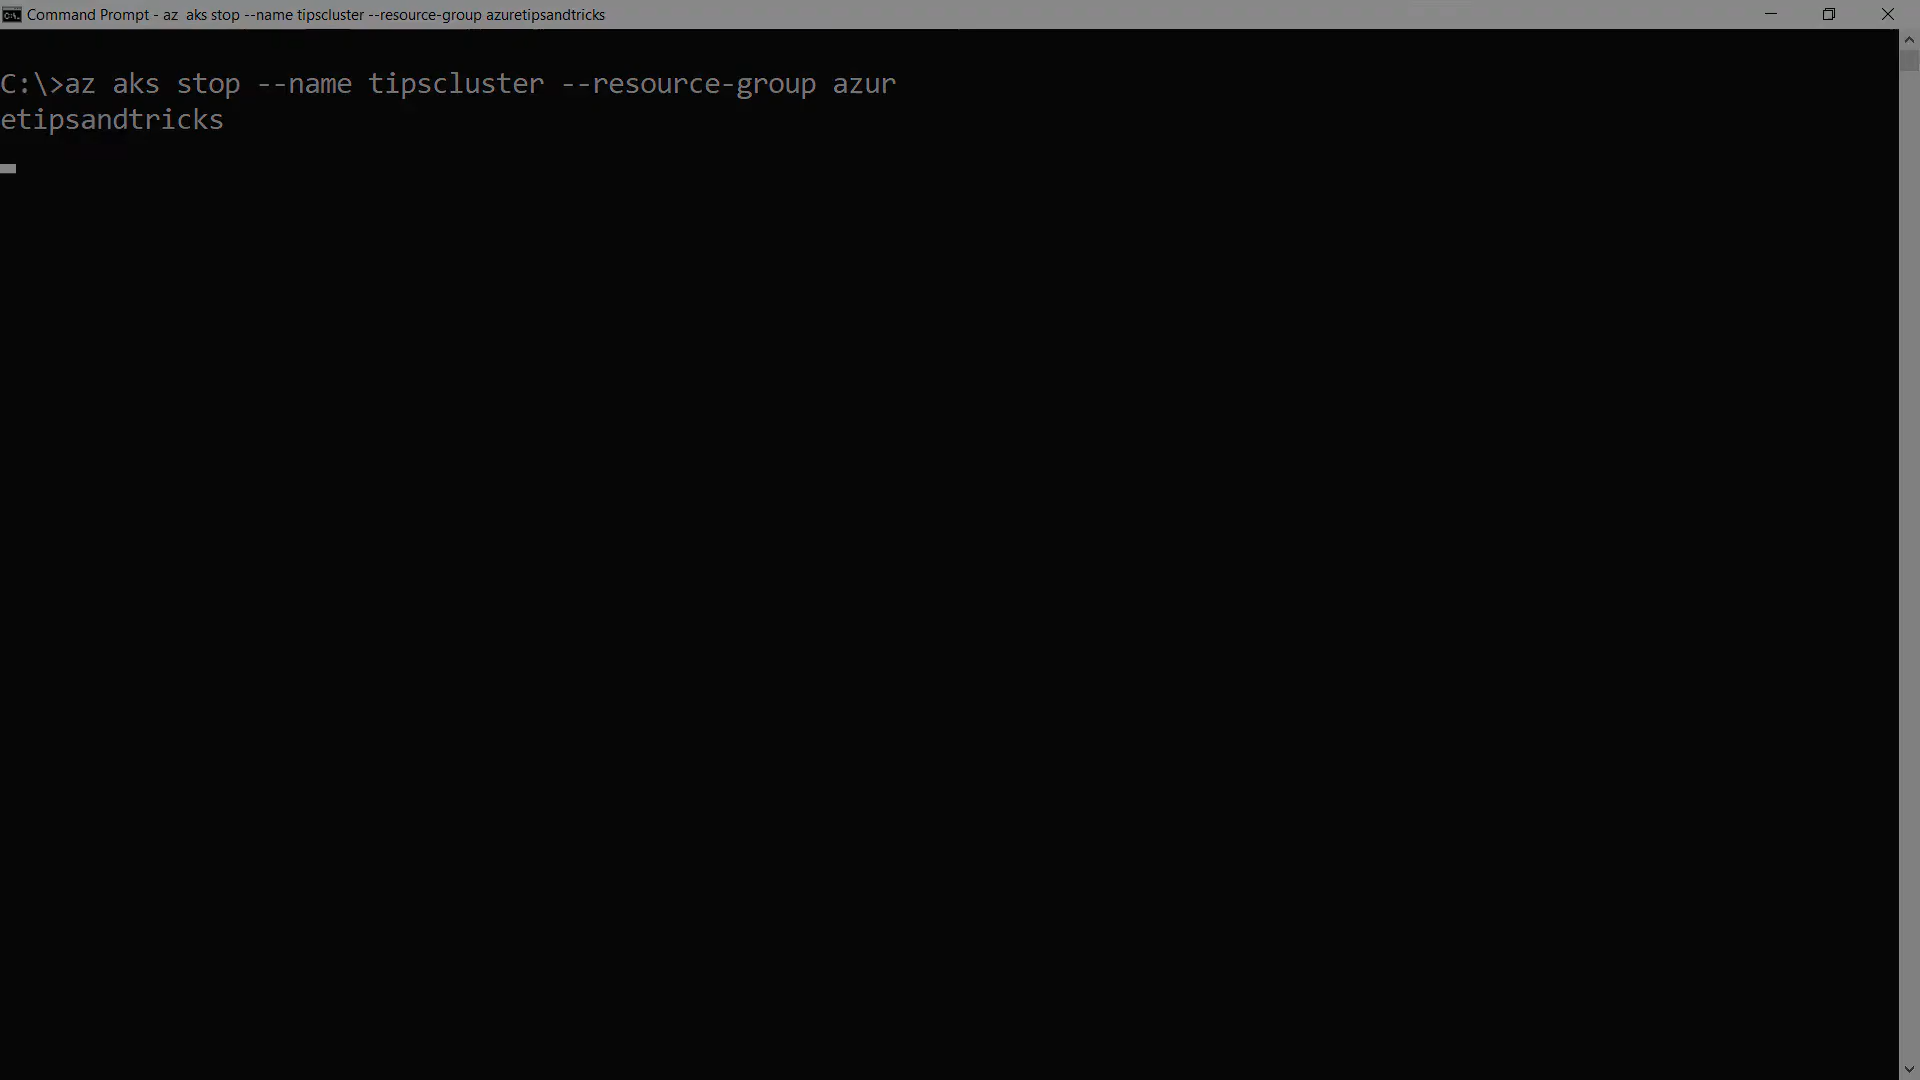 Command Prompt - az  aks stop --name tipscluster --resource-group azuretipsandtricks
C:\>az aks stop --name tipscluster --resource-group azur
etipsandtricks